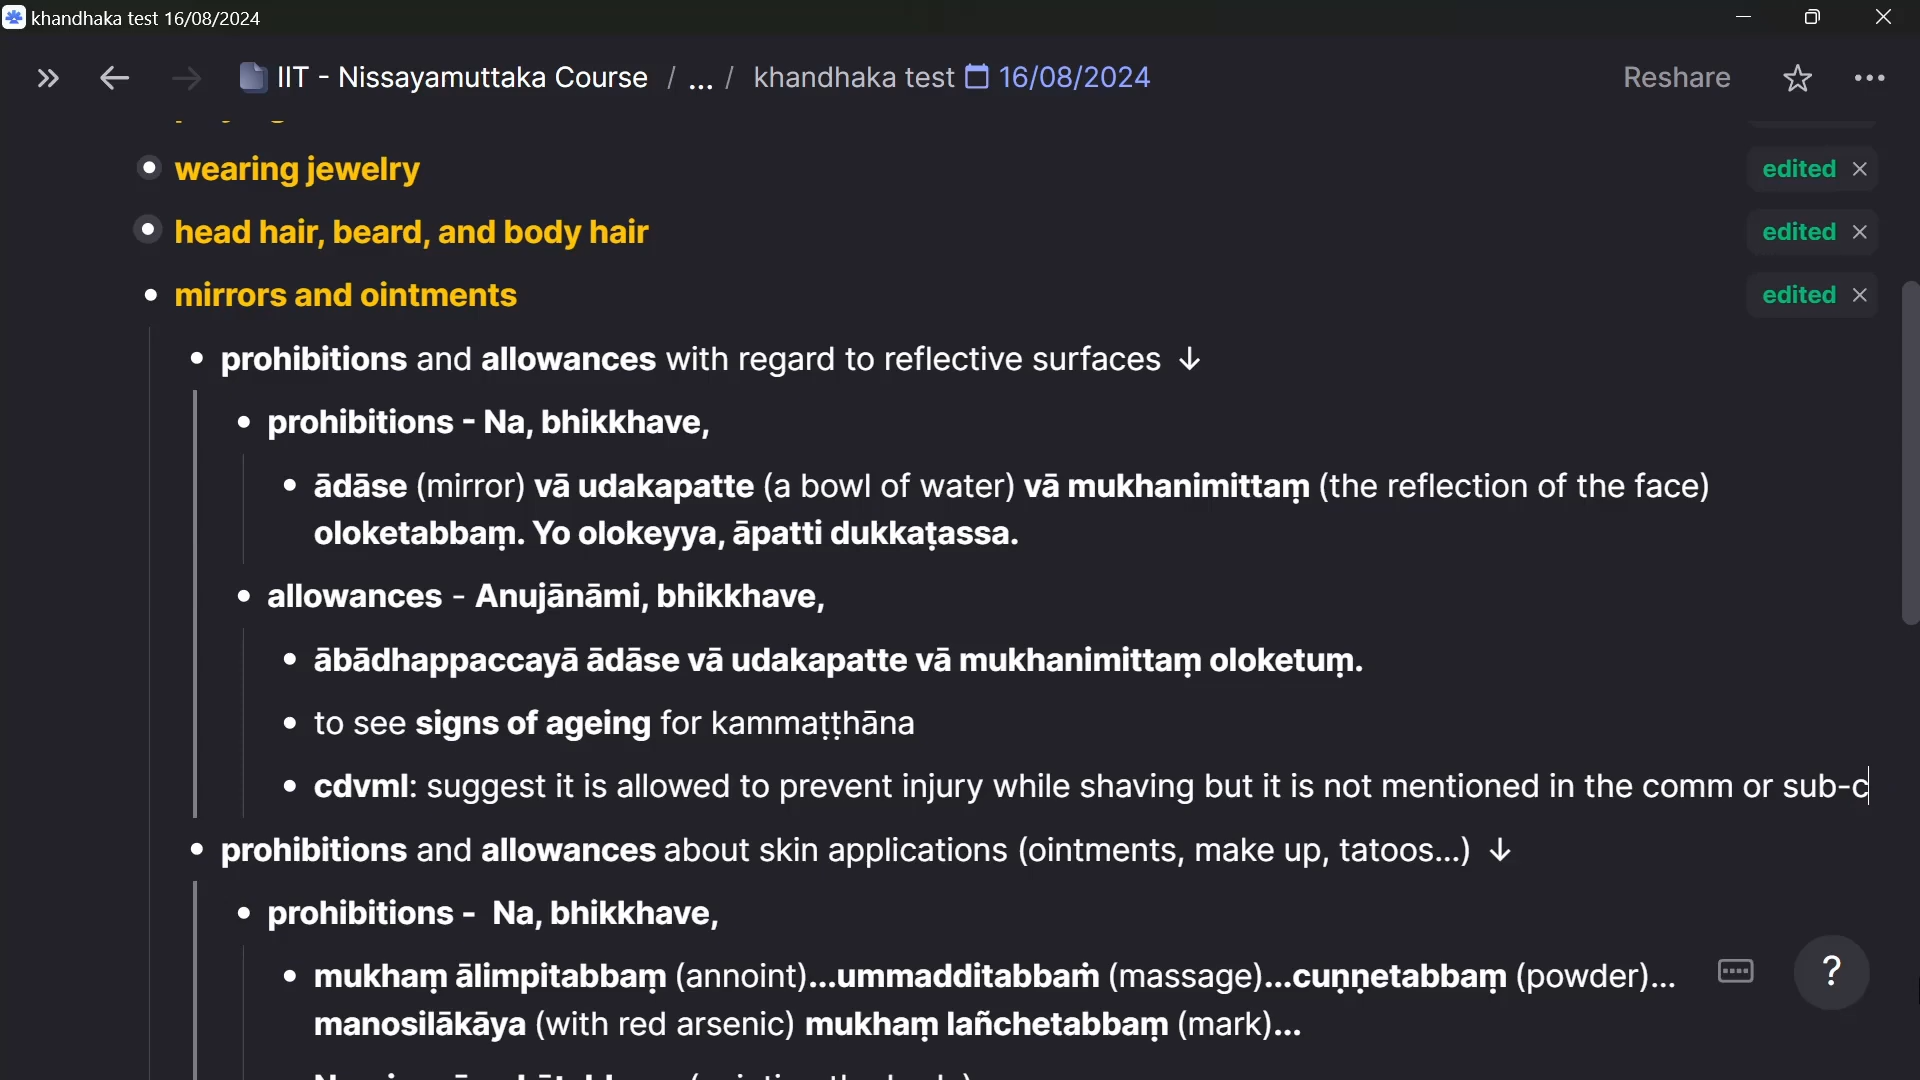 khandhaka test 16/08/2024
IIT - Nissayamuttaka Course / ... / khandhaka test 16/08/2024
Reshare
wearing jewelry
edited
head hair, beard, and body hair
edited
mirrors and ointments
edited
prohibitions and allowances with regard to reflective surfaces ↓
prohibitions - Na, bhikkhave,
ādāse (mirror) vā udakapatte (a bowl of water) vā mukhanimittaṃ (the reflection of the face)
oloketabbaṃ. Yo olokeyya, āpatti dukkaṭassa.
allowances - Anujānāmi, bhikkhave,
ābādhappaccayā ādāse vā udakapatte vā mukhanimittaṃ oloketuṃ.
to see signs of ageing for kammaṭṭhāna
cdvml: suggest it is allowed to prevent injury while shaving but it is not mentioned in the comm or sub-c
prohibitions and allowances about skin applications (ointments, make up, tatoos...) ↓
prohibitions - Na, bhikkhave,
mukhaṃ ālimpitabbaṃ (annoint)...ummadditabbaṁ (massage)...cuṇṇetabbaṃ (powder)...
manosilākāya (with red arsenic) mukhaṃ lañchetabbaṃ (mark)...
?